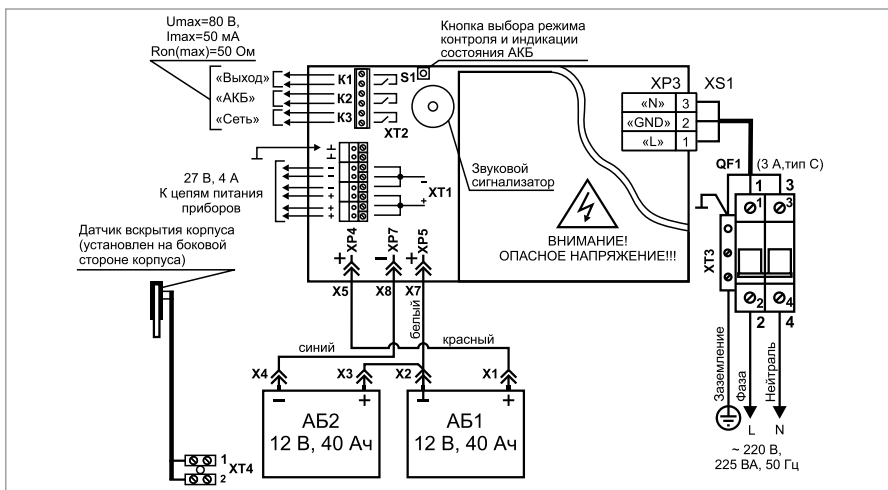 Umax=80 В,
Imax=50 мА
Ron(max)=50 Ом
Кнопка выбора режима
контроля и индикации
состояния АКБ
«Выход»
К1
S1
«АКБ»
К2
«Сеть»
К3
XT2
XP3
XS1
«N»
3
«GND»
2
«L»
1
QF1
(3 А,тип С)
Звуковой
сигнализатор
27 В, 4 А
К цепям питания
приборов
⊥
⊥
−
−
−
+
+
+
−
+
XT1
Датчик вскрытия корпуса
(установлен на боковой
стороне корпуса)
ВНИМАНИЕ!
ОПАСНОЕ НАПРЯЖЕНИЕ!!!
+
XP4
−
XP7
+
XP5
X5
X8
X7
белый
синий
красный
X4
X3
X2
X1
−
+
АБ2
12 В, 40 Ач
−
+
АБ1
12 В, 40 Ач
1
XT4
2
1
3
1
3
XT3
2
4
2
4
Заземление
Фаза
Нейтраль
L
N
~ 220 В,
225 ВА, 50 Гц